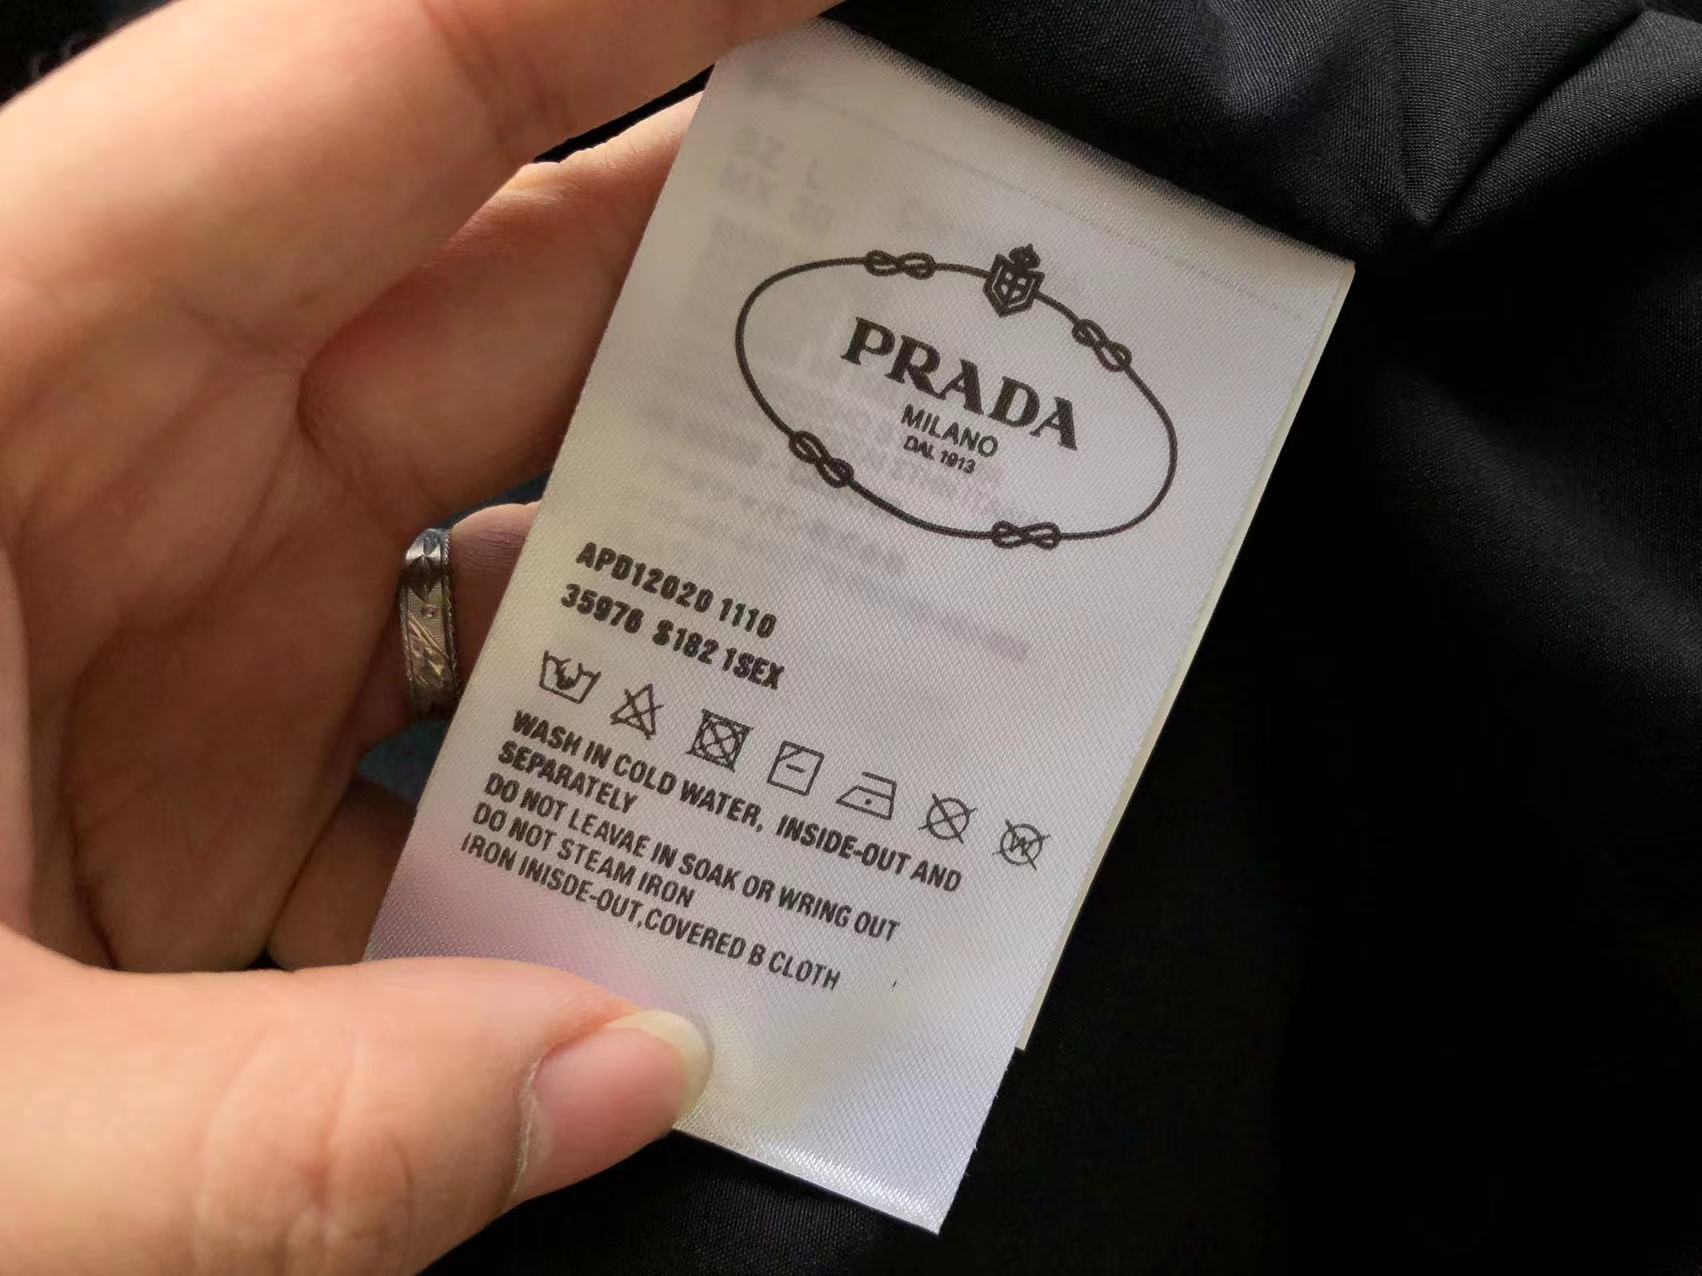 PRADA
MILANO
DAL 1913
APD12020 1110
35976 S182 1SEX
WASH IN COLD WATER, INSIDE-OUT AND
SEPARATELY
DO NOT LEAVAE IN SOAK OR WRING OUT
DO NOT STEAM IRON
IRON INISDE-OUT,COVERED B CLOTH